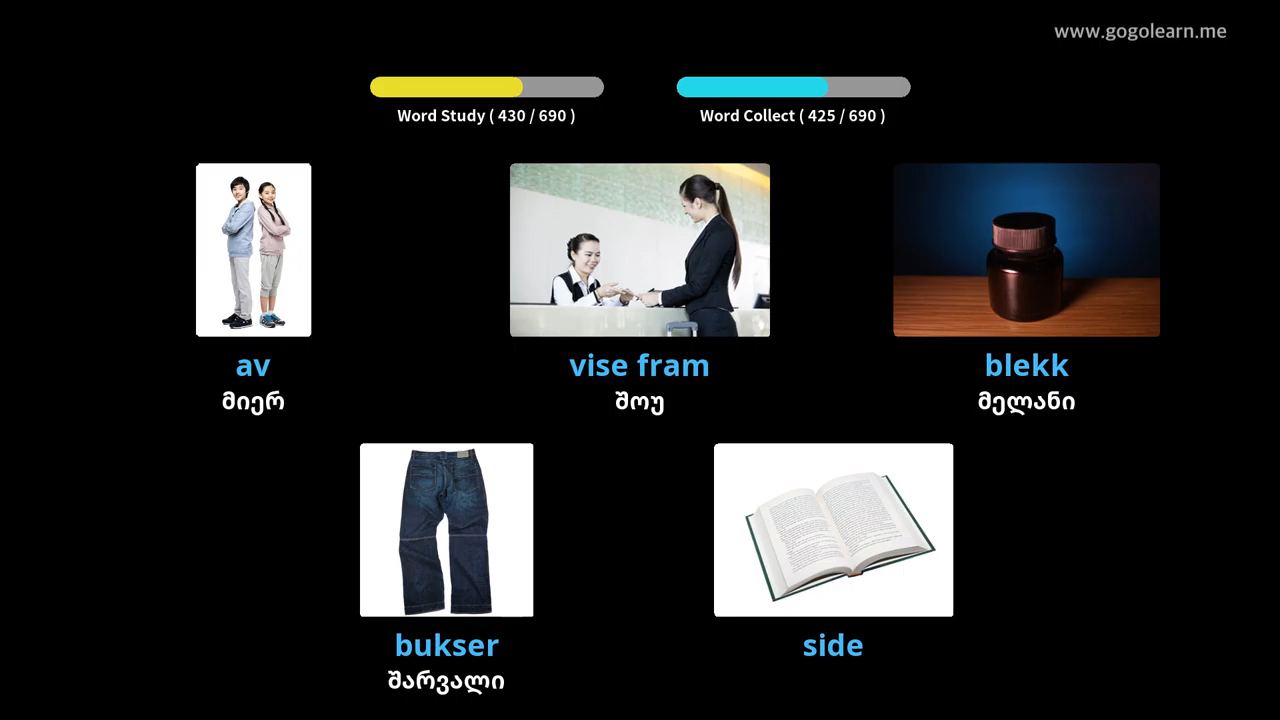 www.gogolearn.me
Word Study ( 430 / 690 )
Word Collect ( 425 / 690 )
av
მიერ
vise fram
შოუ
blekk
მელანი
bukser
შარვალი
side